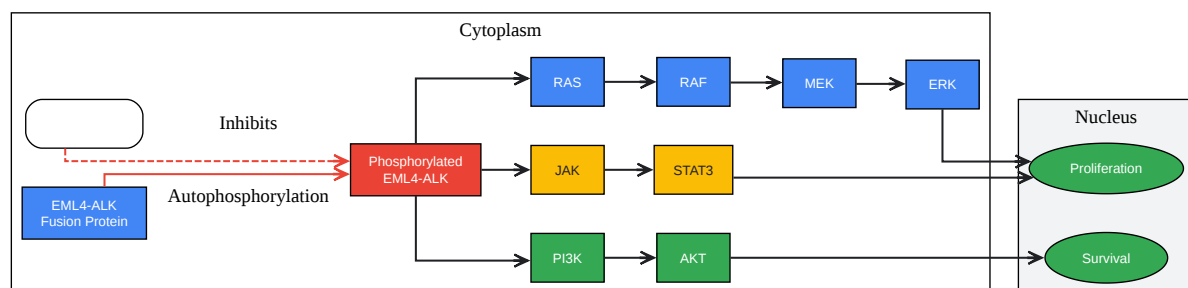 Cytoplasm
RAS
RAF
MEK
ERK
Inhibits
Nucleus
Phosphorylated
EML4-ALK
JAK
STAT3
Proliferation
Autophosphorylation
EML4-ALK
Fusion Protein
PI3K
AKT
Survival